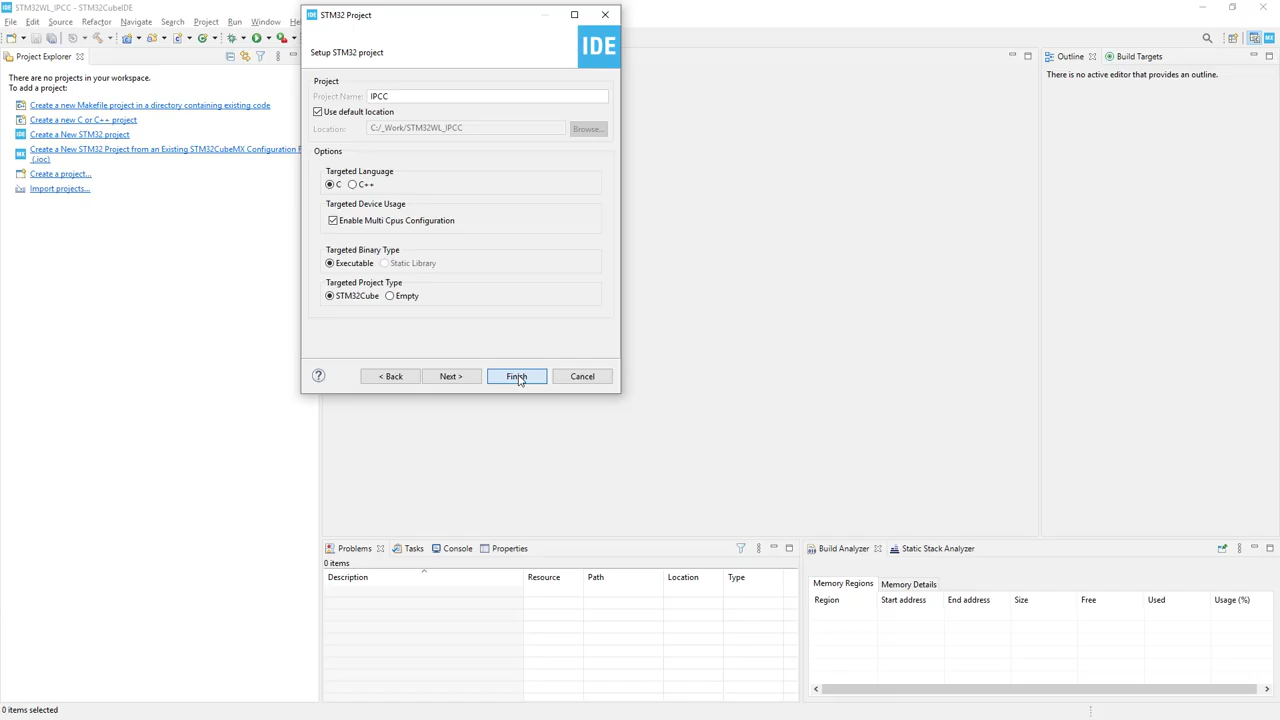 STM32WL_IPCC - STM32CubeIDE
File Edit Source Refactor Navigate Search Project Run Window
Project Explorer
There are no projects in your workspace.
To add a project:
Create a new Makefile project in a directory containing existing code
Create a new C or C++ project
Create a New STM32 project
Create a New STM32 Project from an Existing STM32CubeMX Configuration
(.ioc)
Create a project...
Import projects...
IDE STM32 Project
Setup STM32 project
IDE
Project
Project Name: IPCC
Use default location
Location: C:/_Work/STM32WL_IPCC Browse...
Options
Targeted Language
C C++
Targeted Device Usage
Enable Multi Cpus Configuration
Targeted Binary Type
Executable Static Library
Targeted Project Type
STM32Cube Empty
< Back Next > Finish Cancel
Outline Build Targets
There is no active editor that provides an outline.
Problems Tasks Console Properties
0 items
Description Resource Path Location Type
Build Analyzer Static Stack Analyzer
Memory Regions Memory Details
Region Start address End address Size Free Used Usage (%)
0 items selected